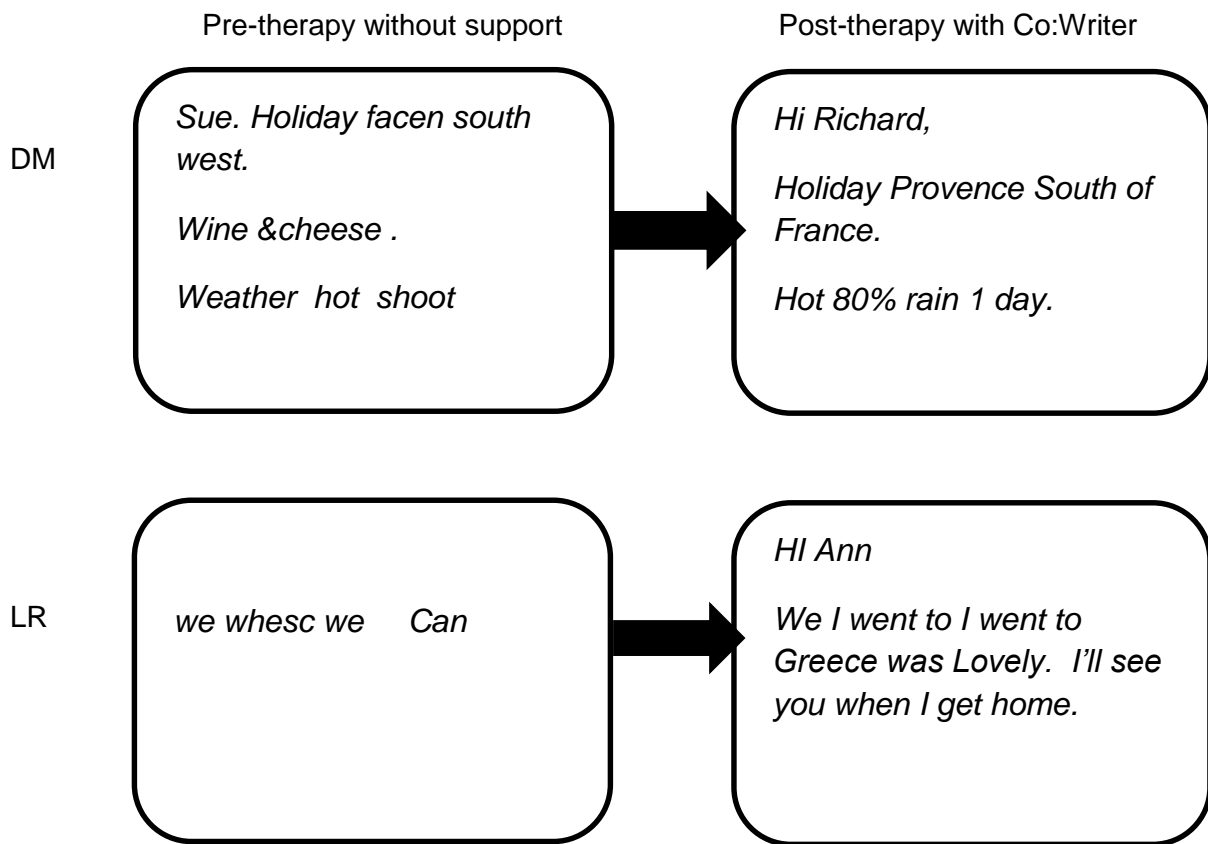 Pre-therapy without support
Post-therapy with Co:Writer
DM
Sue. Holiday facen south
west.
Wine &cheese .
Weather  hot  shoot
Hi Richard,
Holiday Provence South of
France.
Hot 80% rain 1 day.
LR
we whesc we    Can
HI Ann
We I went to I went to
Greece was Lovely.  I’ll see
you when I get home.